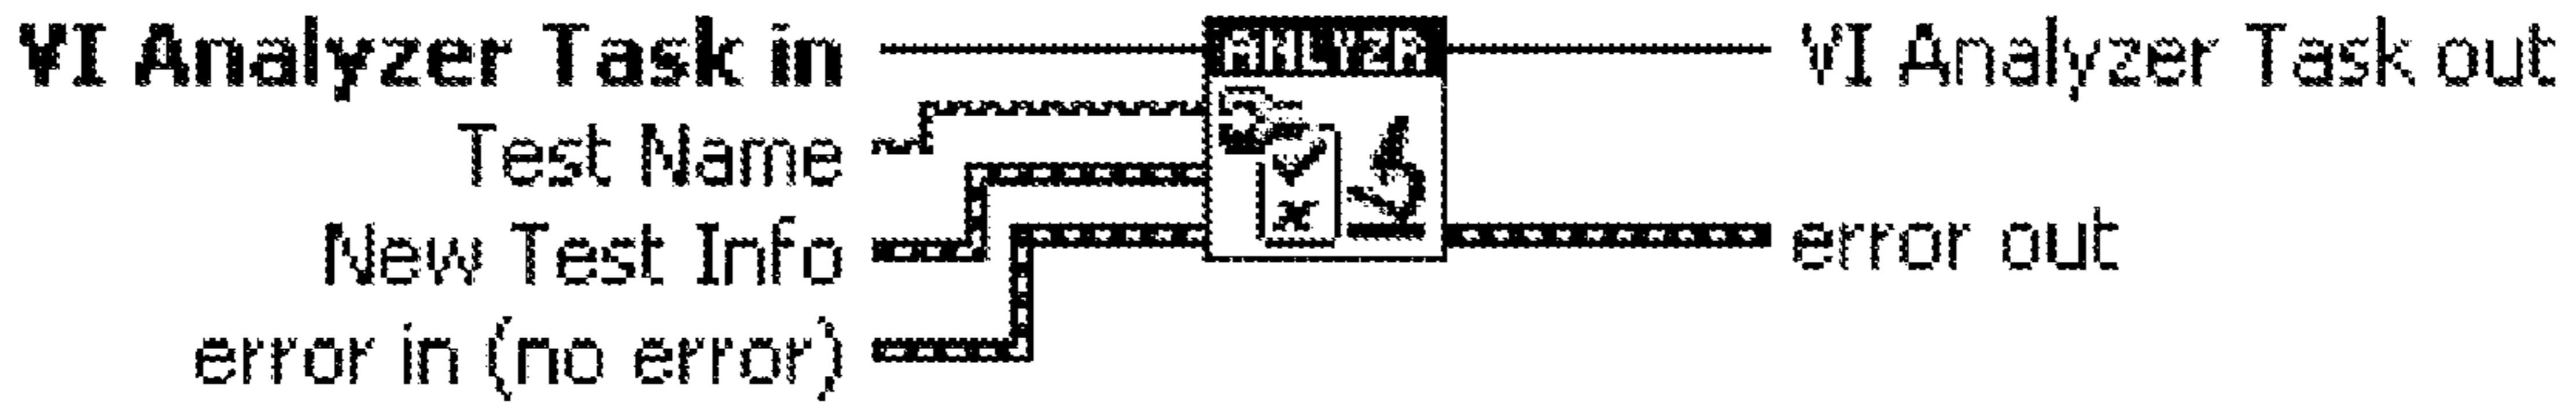 VI Analyzer Task in
ANLYZR
VI Analyzer Task out
Test Name
New Test Info
error out
error in (no error)